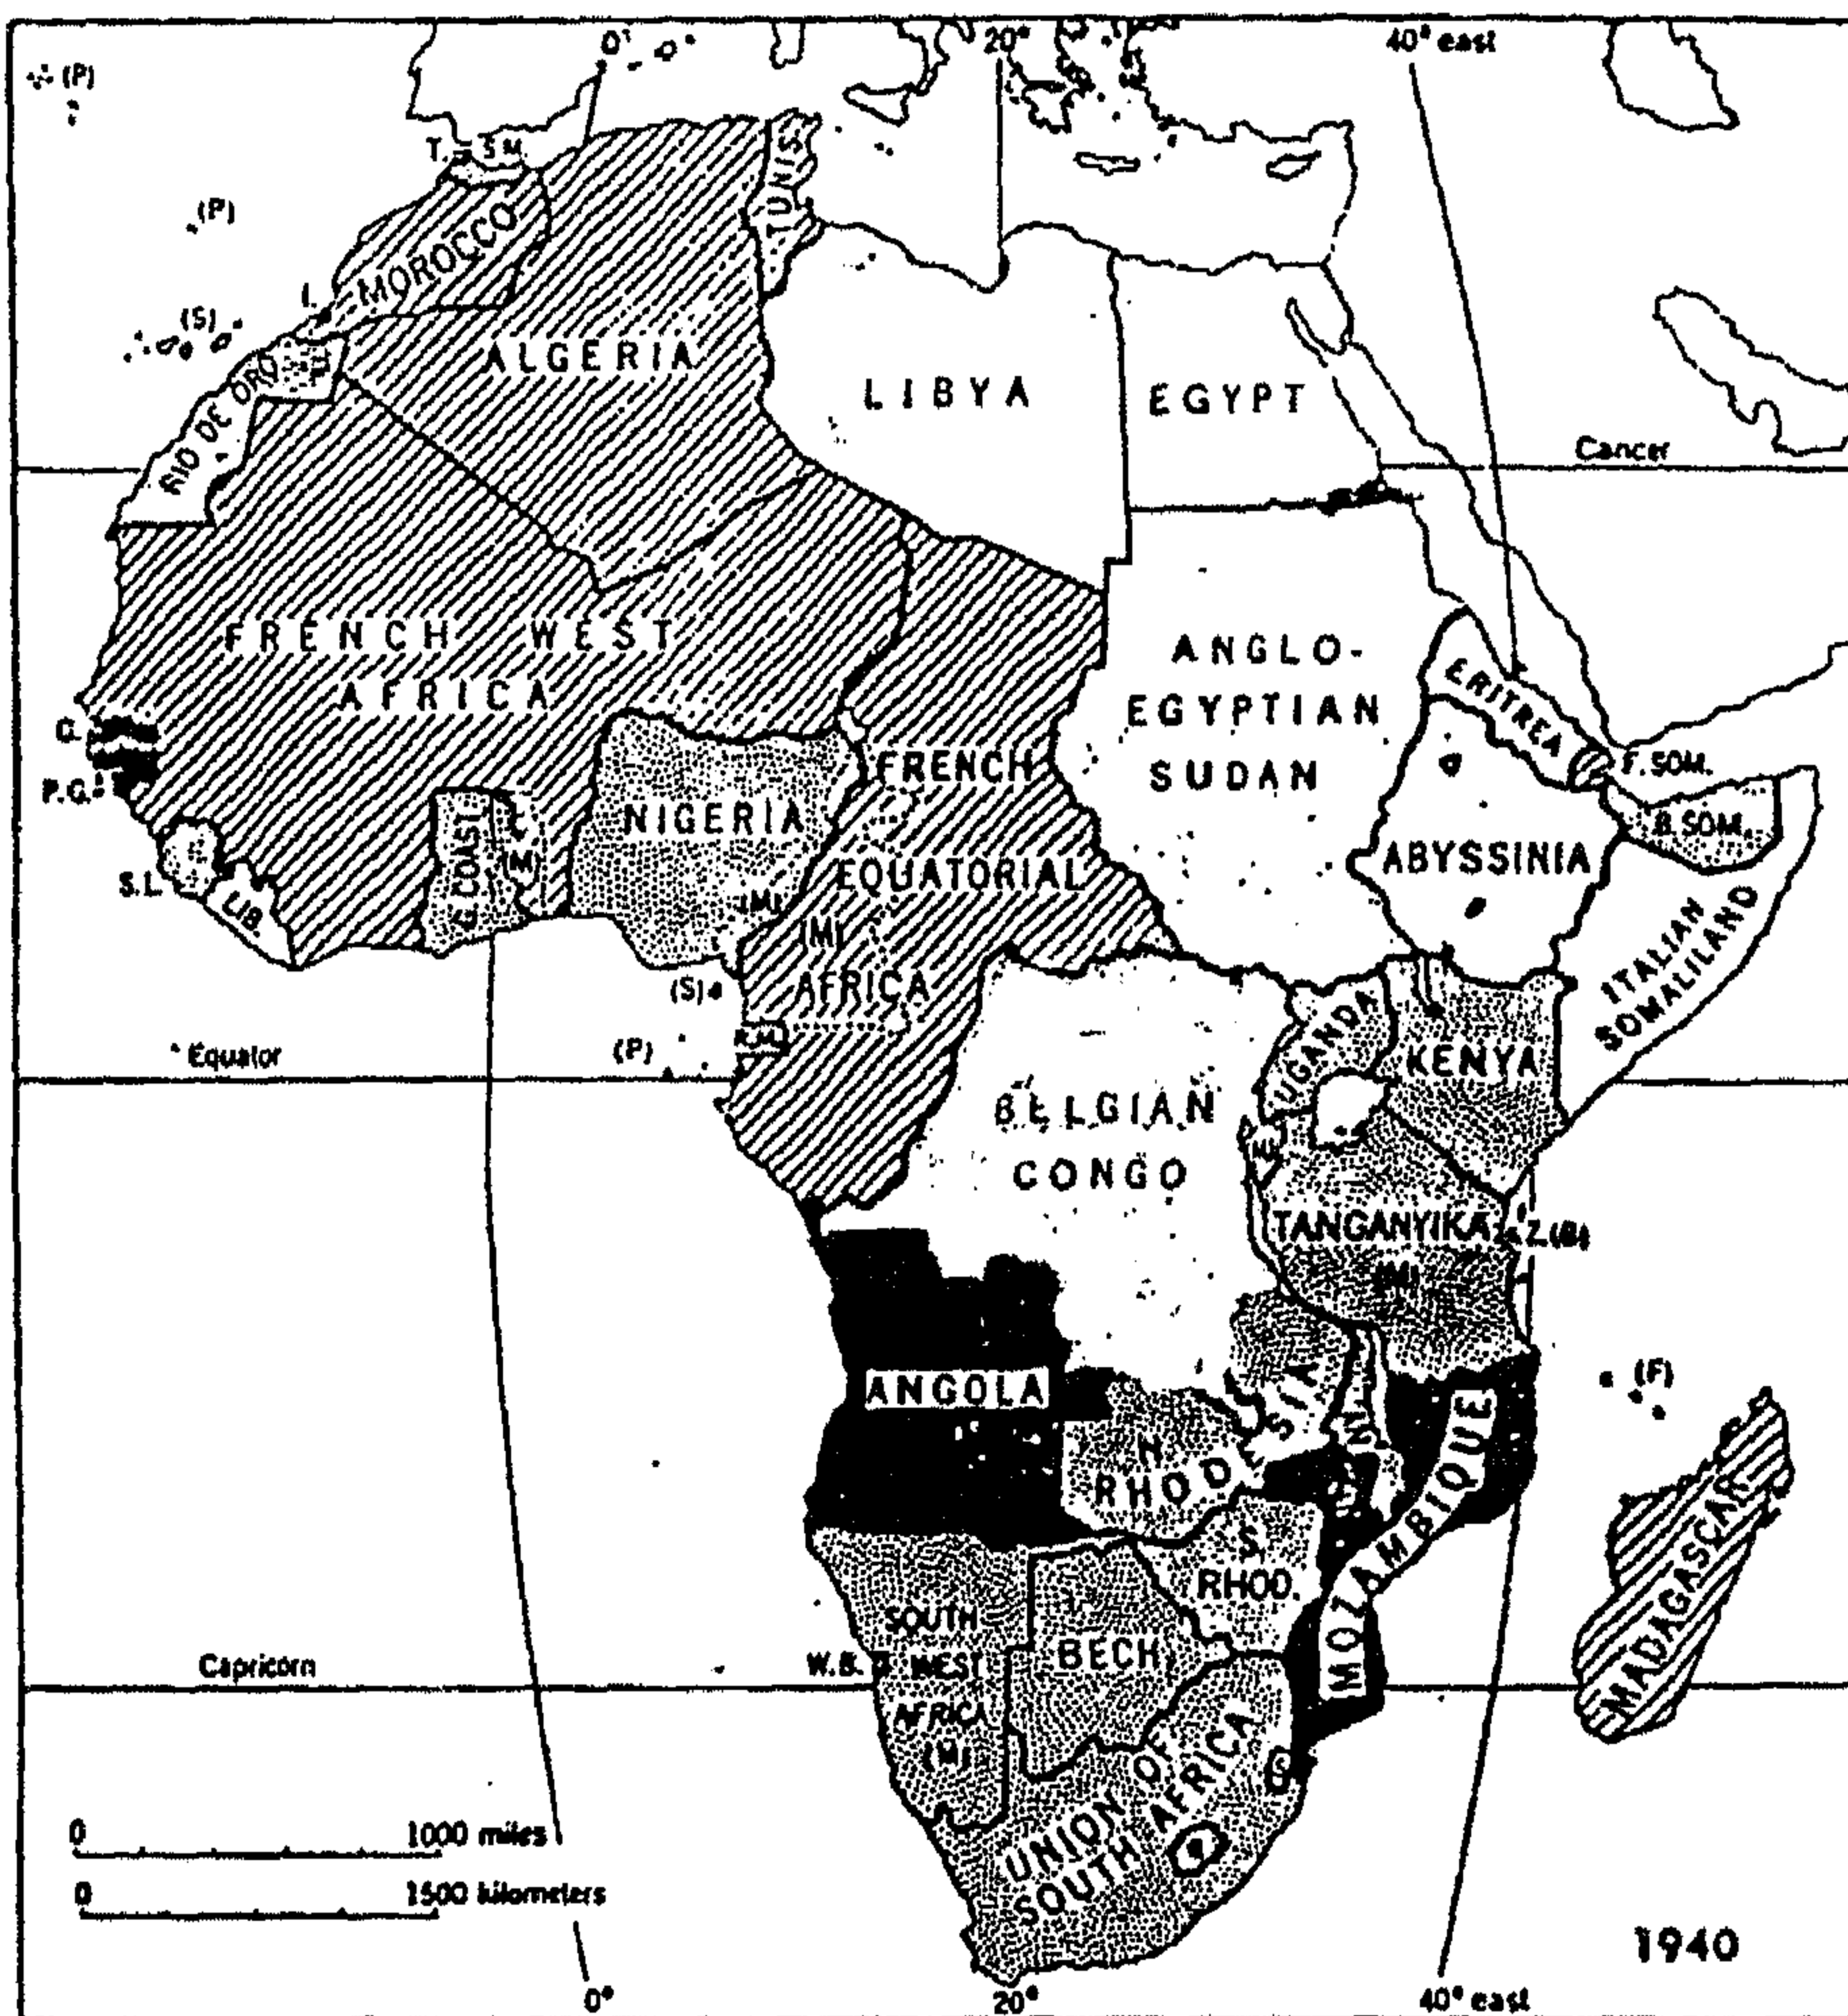 0°
20°
40° east
(P)
T.
S.M.
TUNIS.
(P)
MOROCCO
I.
(S)
ALGERIA
RIO DE ORO
LIBYA
EGYPT
Cancer
FRENCH WEST
AFRICA
ANGLO-
EGYPTIAN
SUDAN
ERITREA
G.
P.G.
F. SOM.
FRENCH
NIGERIA
B. SOM.
G. COAST
(M)
ABYSSINIA
EQUATORIAL
S.L.
LIB.
(M)
(M)
ITALIAN
SOMALILAND
(S)
AFRICA
UGANDA
R.M.
KENYA
Equator
(P)
BELGIAN
CONGO
(M)
TANGANYIKA
(M)
Z.(B)
ANGOLA
(F)
N.
RHODESIA
MOZAMBIQUE
S.
RHOD.
MADAGASCAR
SOUTH
WEST
AFRICA
(M)
BECH.
Capricorn
W.B.
S
UNION OF
SOUTH AFRICA
0
1000 miles
0
1500 kilometers
1940
0°
20°
40° east